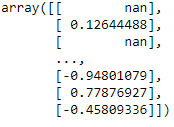 array([[        nan],
       [ 0.12644488],
       [        nan],
       ...,
       [-0.94801079],
       [ 0.77876927],
       [-0.45809336]])